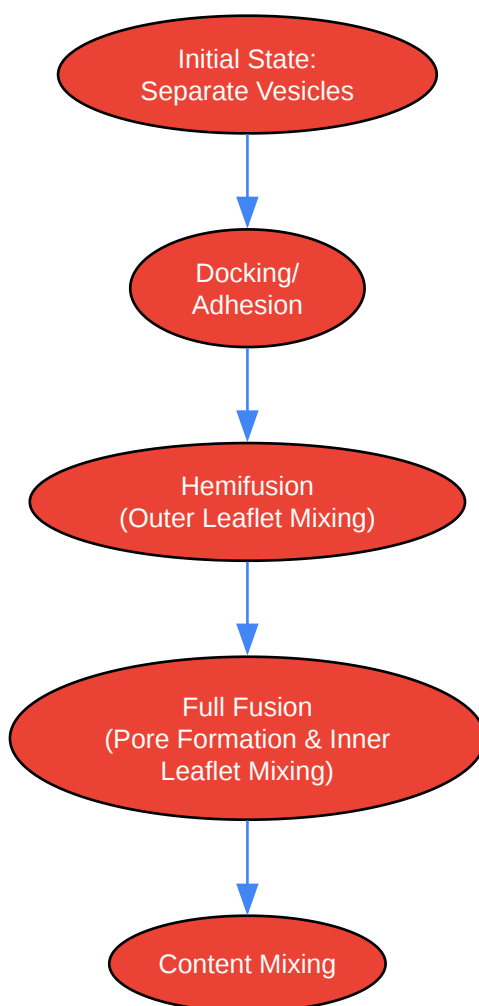 Initial State:
Separate Vesicles
Docking/
Adhesion
Hemifusion
(Outer Leaflet Mixing)
Full Fusion
(Pore Formation & Inner
Leaflet Mixing)
Content Mixing